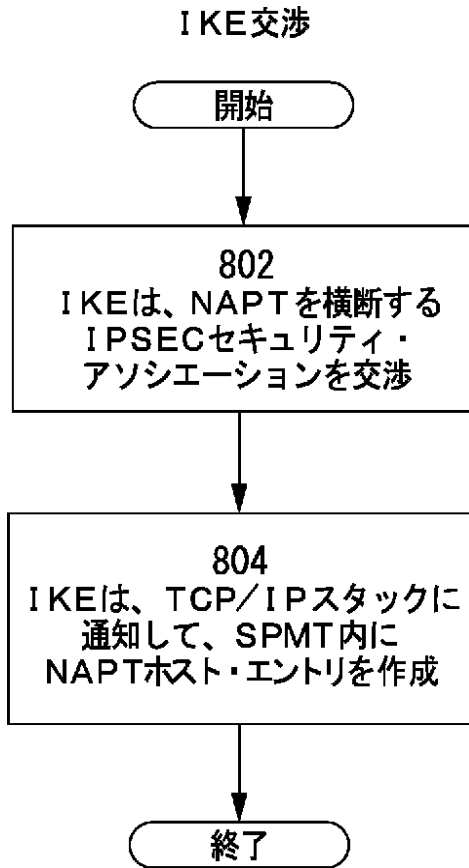 IKE交渉
開始
802
IKEは、NAPTを横断する
IPSECセキュリティ・
アソシエーションを交渉
804
IKEは、TCP/IPスタックに
通知して、SPMT内に
NAPTホスト・エントリを作成
終了